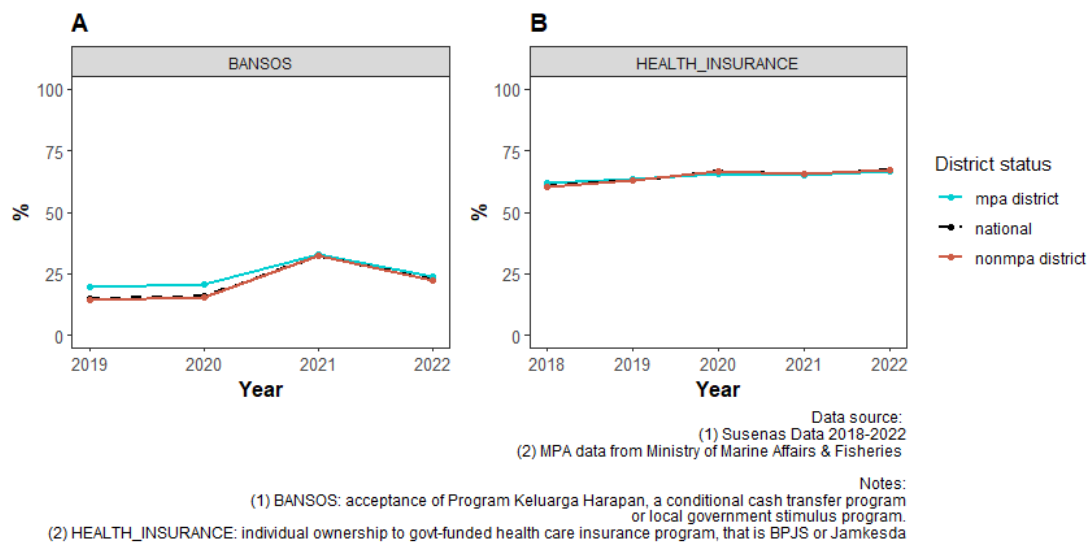 A
BANSOS
100
75
50
25
0
%
2019 2020 2021 2022
Year
B
HEALTH_INSURANCE
100
75
50
25
0
%
2018 2019 2020 2021 2022
Year
District status
mpa district
national
nonmpa district
Data source:
(1) Susenas Data 2018-2022
(2) MPA data from Ministry of Marine Affairs & Fisheries
Notes:
(1) BANSOS: acceptance of Program Keluarga Harapan, a conditional cash transfer program
or local government stimulus program.
(2) HEALTH_INSURANCE: individual ownership to govt-funded health care insurance program, that is BPJS or Jamkesda